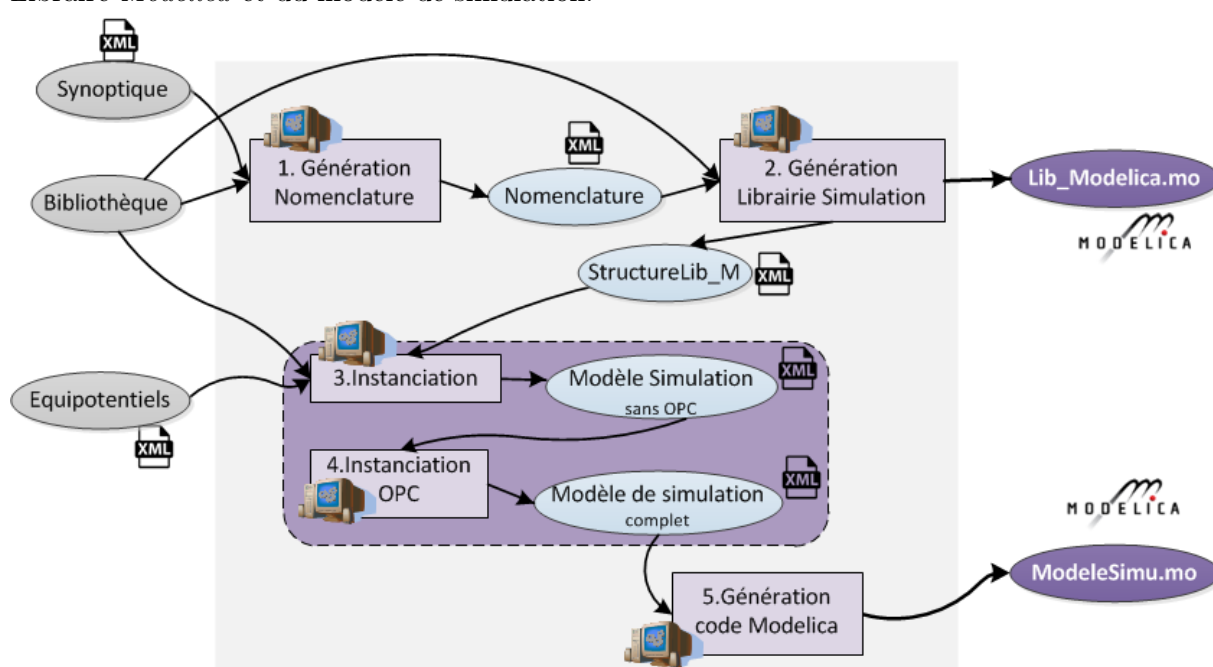 Librairie Modelica et du modèle de simulation.
XML
Synoptique
1. Génération
Nomenclature
XML
Nomenclature
2. Génération
Librairie Simulation
Lib_Modelica.mo
MODELICA
Bibliothèque
StructureLib_M
XML
3.Instanciation
Modèle Simulation
sans OPC
XML
Equipotentiels
XML
4.Instanciation
OPC
Modèle de simulation
complet
XML
MODELICA
ModeleSimu.mo
5.Génération
code Modelica